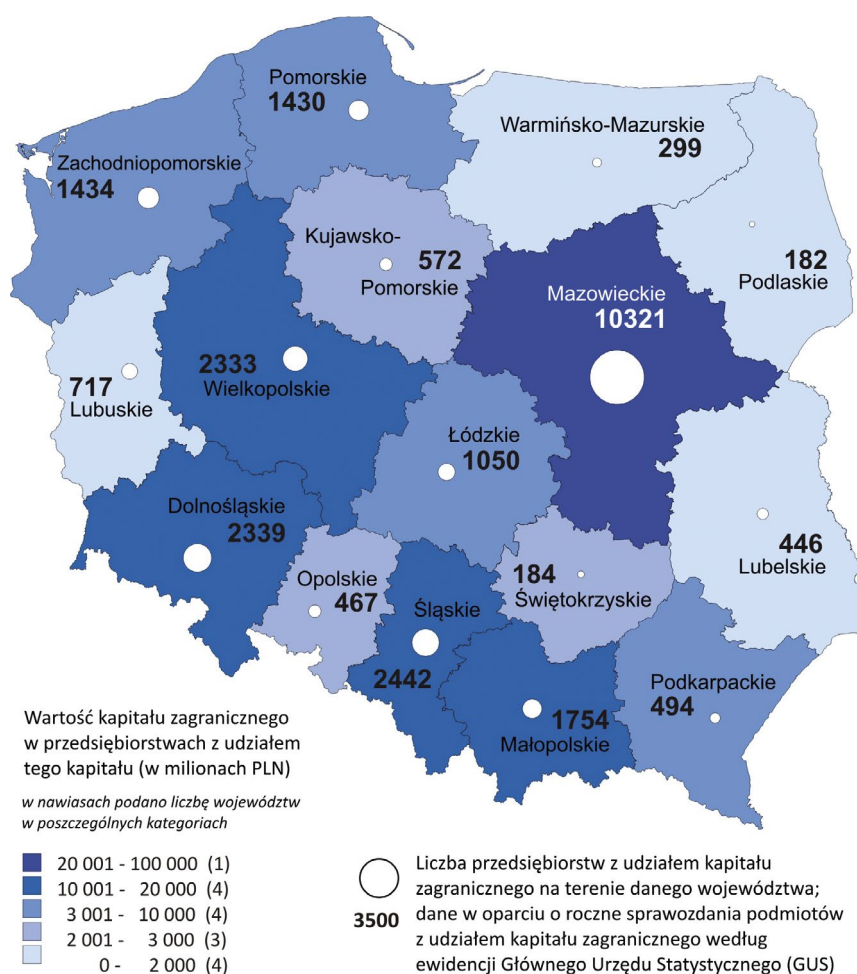 Pomorskie
1430
Warmińsko-Mazurskie
299
Zachodniopomorskie
1434
Kujawsko-
572
Pomorskie
182
Podlaskie
Mazowieckie
10321
2333
Wielkopolskie
717
Lubuskie
Łódzkie
1050
Dolnośląskie
2339
446
Lubelskie
Opolskie
467
184
Świętokrzyskie
Śląskie
2442
1754
Małopolskie
Podkarpackie
494
Wartość kapitału zagranicznego
w przedsiębiorstwach z udziałem
tego kapitału (w milionach PLN)
w nawiasach podano liczbę województw
w poszczególnych kategoriach
20 001 - 100 000 (1)
10 001 - 20 000 (4)
3 001 - 10 000 (4)
2 001 - 3 000 (3)
0 - 2 000 (4)
3500
Liczba przedsiębiorstw z udziałem kapitału
zagranicznego na terenie danego województwa;
dane w oparciu o roczne sprawozdania podmiotów
z udziałem kapitału zagranicznego według
ewidencji Głównego Urzędu Statystycznego (GUS)